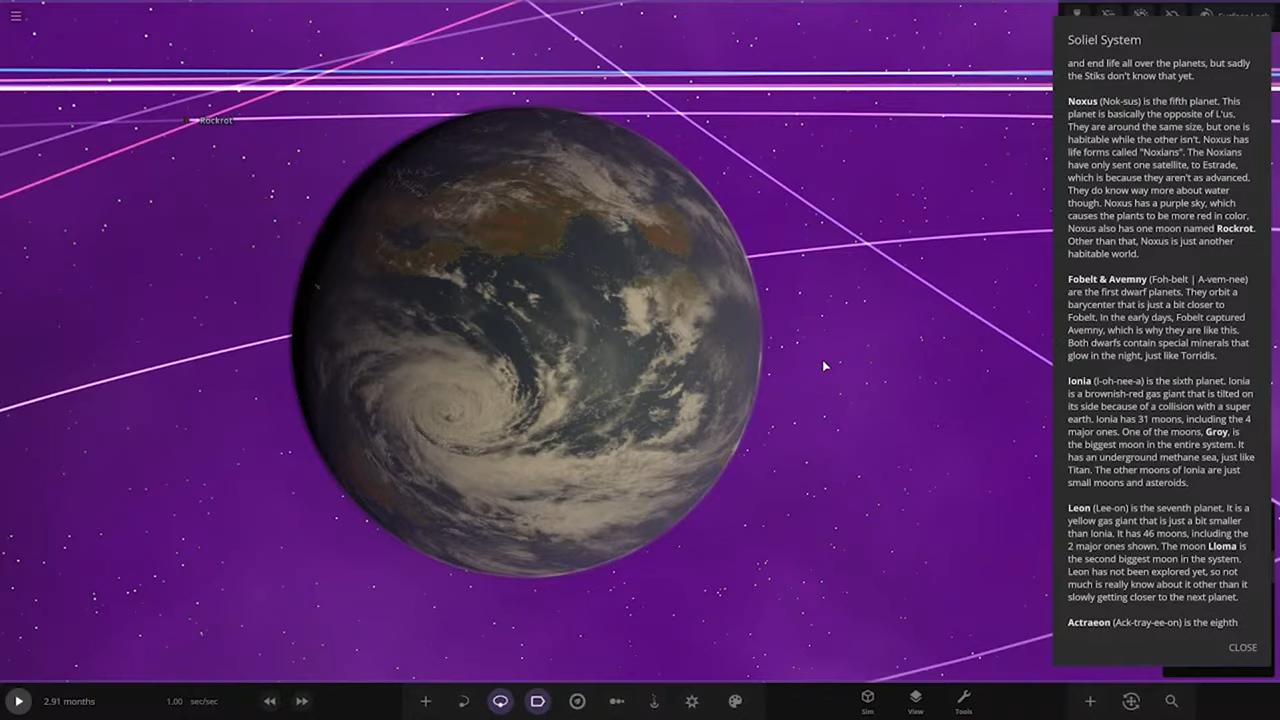 Soliel System
and end life all over the planets, but sadly
the Stiks don't know that yet.
Noxus (Nok-sus) is the fifth planet. This
planet is basically the opposite of L'us.
They are around the same size, but one is
habitable while the other isn't. Noxus has
life forms called "Noxians". The Noxians
have only sent one satellite, to Estrade,
which is because they aren't as advanced.
They do know way more about water
though. Noxus has a purple sky, which
causes the plants to be more red in color.
Noxus also has one moon named Rockrot.
Other than that, Noxus is just another
habitable world.
Fobelt & Avemny (Foh-belt | A-vem-nee)
are the first dwarf planets. They orbit a
barycenter that is just a bit closer to
Fobelt. In the early days, Fobelt captured
Avemny, which is why they are like this.
Both dwarfs contain special minerals that
glow in the night, just like Torridis.
Ionia (I-oh-nee-a) is the sixth planet. Ionia
is a brownish-red gas giant that is tilted on
its side because of a collision with a super
earth. Ionia has 31 moons, including the 4
major ones. One of the moons, Groy, is
the biggest moon in the entire system. It
has an underground methane sea, just like
Titan. The other moons of Ionia are just
small moons and asteroids.
Leon (Lee-on) is the seventh planet. It is a
yellow gas giant that is just a bit smaller
than Ionia. It has 46 moons, including the
2 major ones shown. The moon Lloma is
the second biggest moon in the system.
Leon has not been explored yet, so not
much is really know about it other than it
slowly getting closer to the next planet.
Actraeon (Ack-tray-ee-on) is the eighth
CLOSE
Rockrot
2.91 months
1.00 sec/sec
Sim
View
Tools